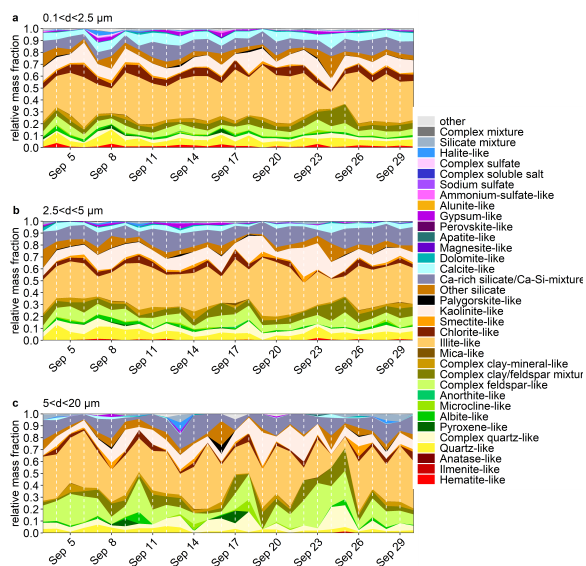 a 0.1<d<2.5 µm
relative mass fraction
1.0
0.9
0.8
0.7
0.6
0.5
0.4
0.3
0.2
0.1
0.0
Sep 5
Sep 8
Sep 11
Sep 14
Sep 17
Sep 20
Sep 23
Sep 26
Sep 29
b 2.5<d<5 µm
relative mass fraction
1.0
0.9
0.8
0.7
0.6
0.5
0.4
0.3
0.2
0.1
0.0
Sep 5
Sep 8
Sep 11
Sep 14
Sep 17
Sep 20
Sep 23
Sep 26
Sep 29
c 5<d<20 µm
relative mass fraction
1.0
0.9
0.8
0.7
0.6
0.5
0.4
0.3
0.2
0.1
0.0
Sep 5
Sep 8
Sep 11
Sep 14
Sep 17
Sep 20
Sep 23
Sep 26
Sep 29
other
Complex mixture
Silicate mixture
Halite-like
Complex sulfate
Complex soluble salt
Sodium sulfate
Ammonium-sulfate-like
Alunite-like
Gypsum-like
Perovskite-like
Apatite-like
Magnesite-like
Dolomite-like
Calcite-like
Ca-rich silicate/Ca-Si-mixture
Other silicate
Palygorskite-like
Kaolinite-like
Smectite-like
Chlorite-like
Illite-like
Mica-like
Complex clay-mineral-like
Complex clay/feldspar mixture
Complex feldspar-like
Anorthite-like
Microcline-like
Albite-like
Pyroxene-like
Complex quartz-like
Quartz-like
Anatase-like
Ilmenite-like
Hematite-like